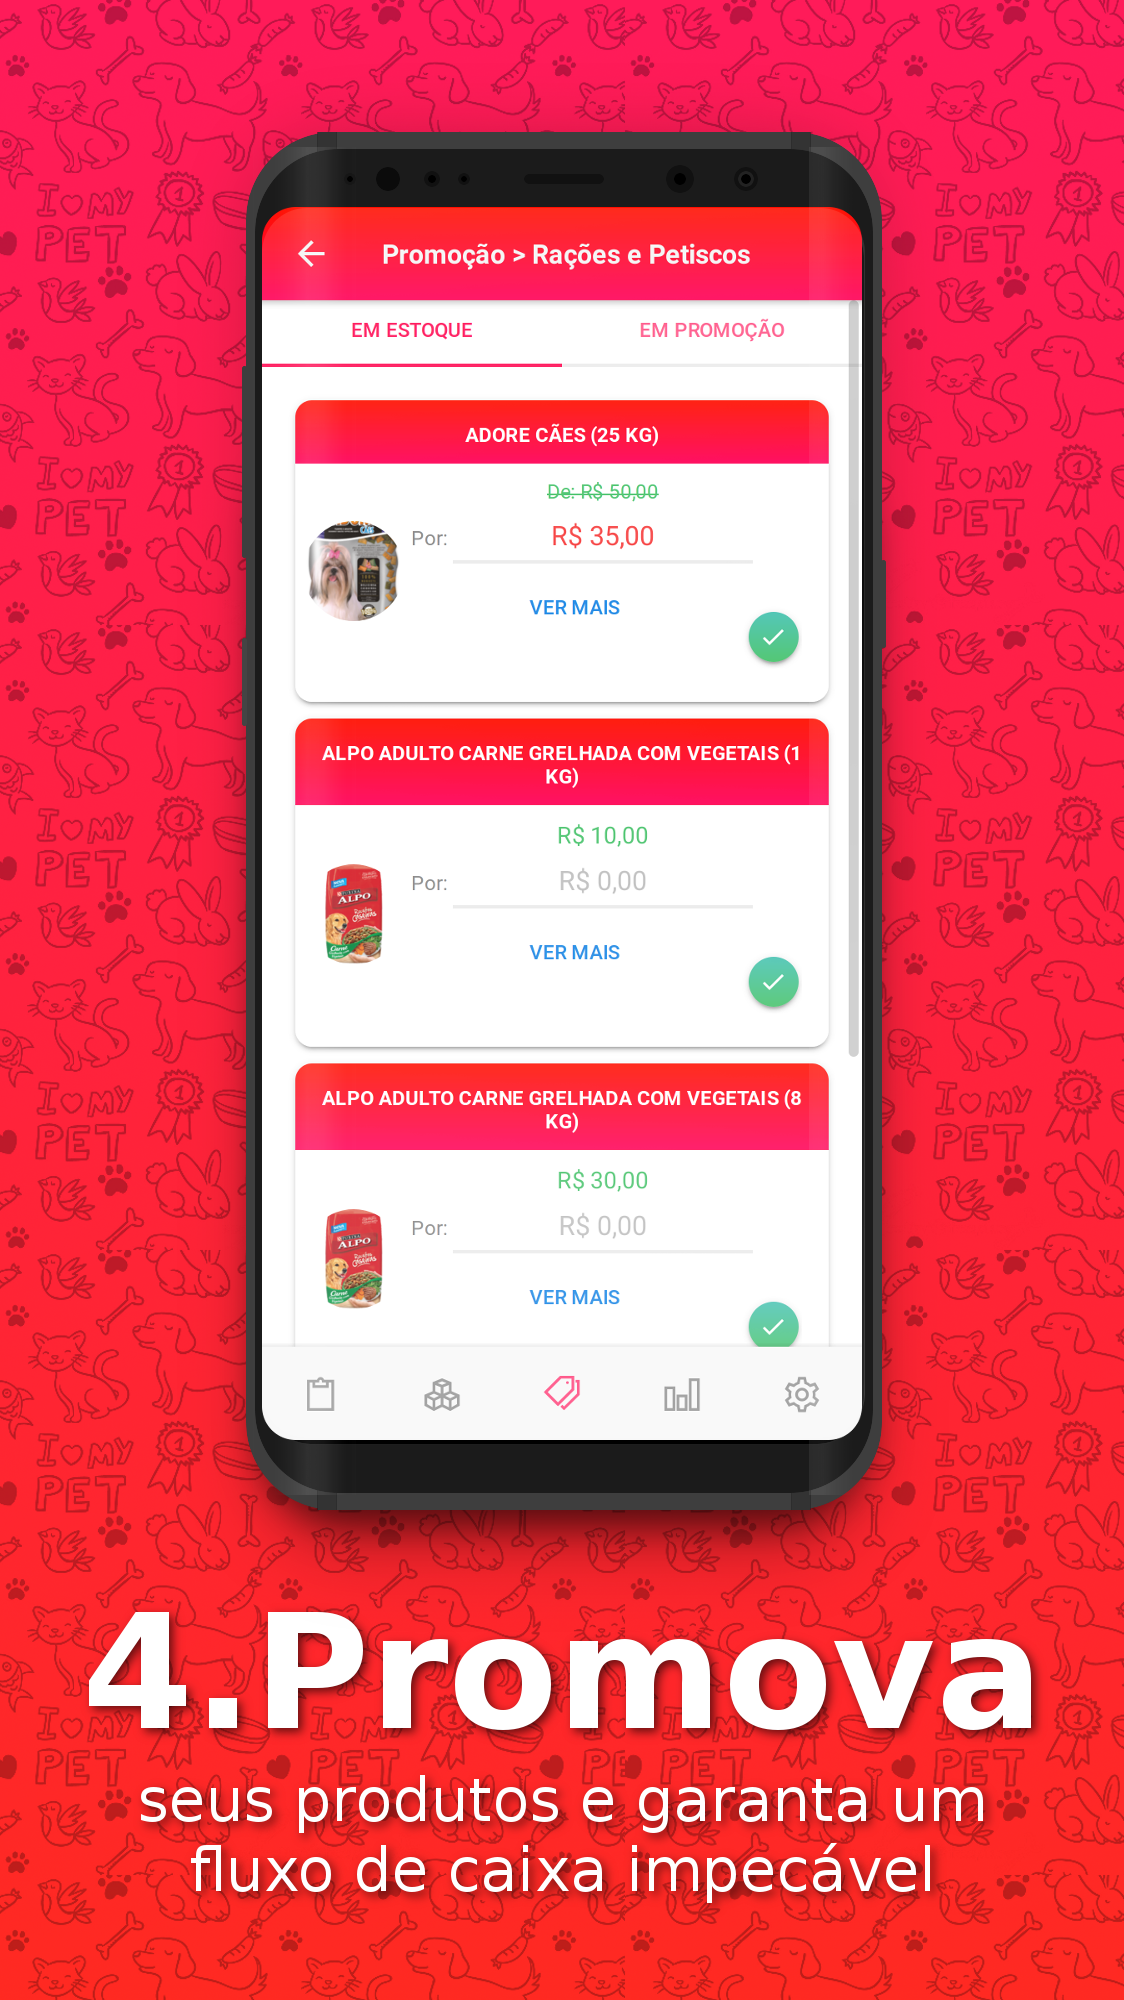 Promoção > Rações e Petiscos
EM ESTOQUE
EM PROMOÇÃO
ADORE CÃES (25 KG)
De: R$ 50,00
Por:
R$ 35,00
VER MAIS
ALPO ADULTO CARNE GRELHADA COM VEGETAIS (1
KG)
R$ 10,00
ALPO
Por:
R$ 0,00
VER MAIS
ALPO ADULTO CARNE GRELHADA COM VEGETAIS (8
KG)
R$ 30,00
ALPO
Por:
R$ 0,00
VER MAIS
I MY
PET
4.Promova
seus produtos e garanta um
fluxo de caixa impecável